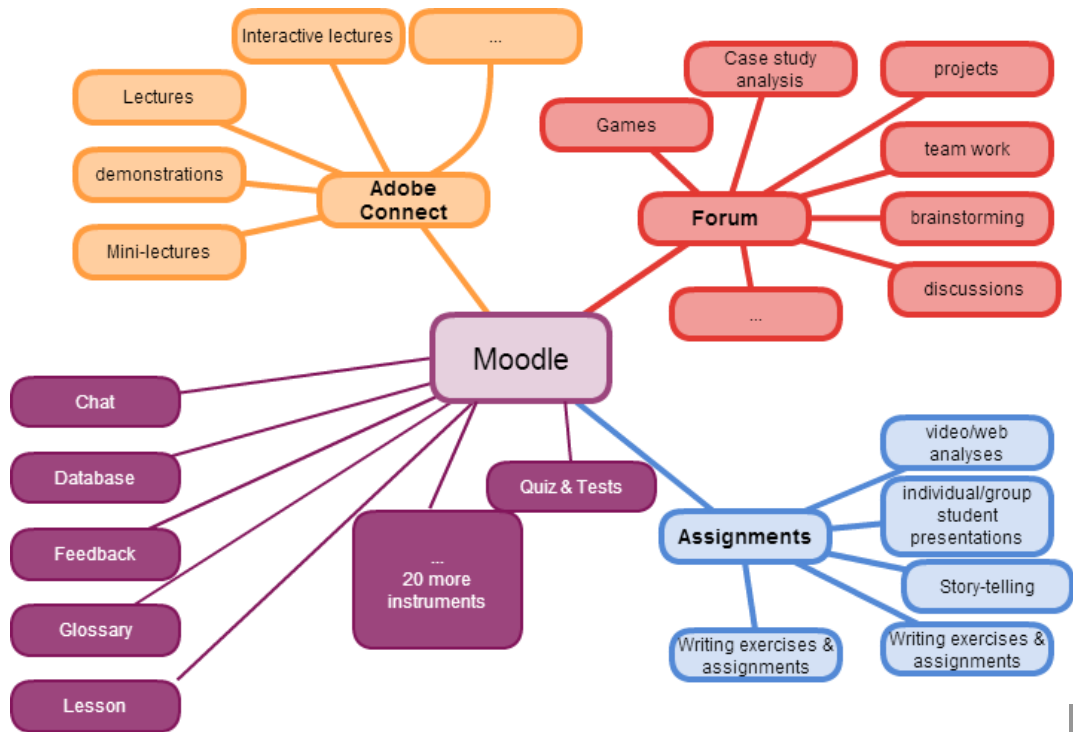 Interactive lectures
...
Lectures
demonstrations
Mini-lectures
Adobe
Connect
Case study
analysis
projects
Games
team work
Forum
brainstorming
discussions
...
Moodle
Chat
Database
Feedback
Glossary
Lesson
...
20 more
instruments
Quiz & Tests
Assignments
video/web
analyses
individual/group
student
presentations
Story-telling
Writing exercises &
assignments
Writing exercises &
assignments